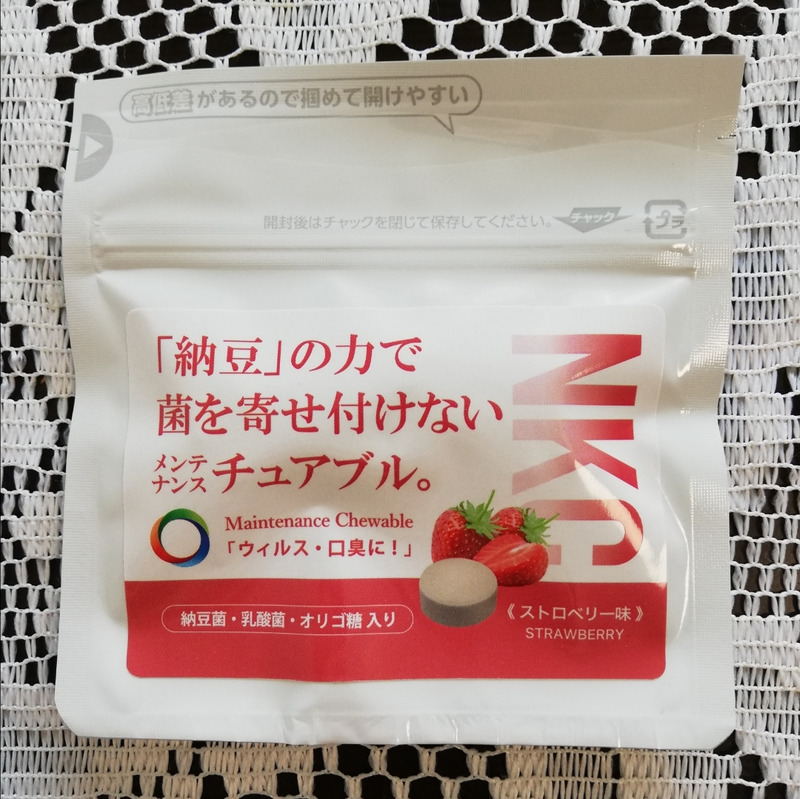 高低差があるので掴めて開けやすい
開封後はチャックを閉じて保存してください。 チャック プラ
「納豆」の力で
菌を寄せ付けない
メンテナンスチュアブル。
NKC
Maintenance Chewable
「ウィルス・口臭に!」
納豆菌・乳酸菌・オリゴ糖 入り
《 ストロベリー味 》
STRAWBERRY